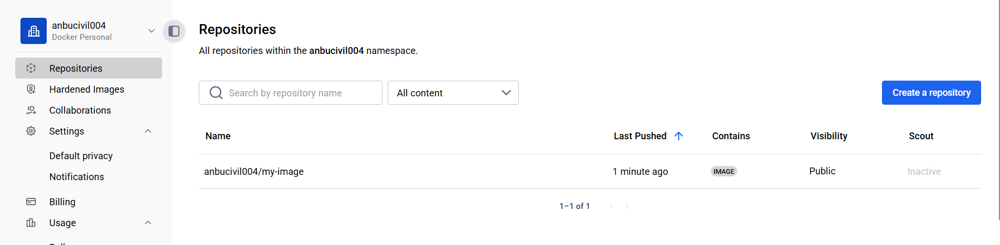 anbucivil004
Docker Personal
Repositories
Hardened Images
Collaborations
Settings
Default privacy
Notifications
Billing
Usage
Repositories
All repositories within the anbucivil004 namespace.
Search by repository name
All content
Create a repository
Name Last Pushed Contains Visibility Scout
anbucivil004/my-image 1 minute ago IMAGE Public Inactive
1–1 of 1